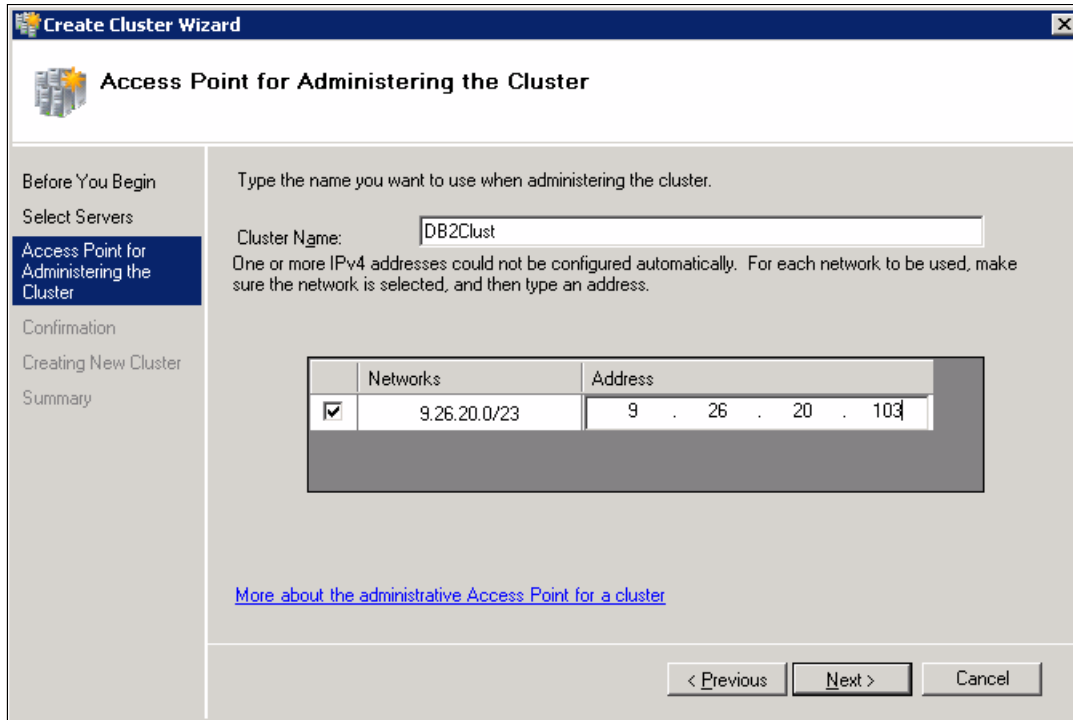 Create Cluster Wizard
Access Point for Administering the Cluster
Before You Begin
Select Servers
Access Point for
Administering the
Cluster
Confirmation
Creating New Cluster
Summary
Type the name you want to use when administering the cluster.
Cluster Name: DB2Clust
One or more IPv4 addresses could not be configured automatically. For each network to be used, make
sure the network is selected, and then type an address.
Networks Address
9.26.20.0/23 9 . 26 . 20 . 103
More about the administrative Access Point for a cluster
< Previous Next > Cancel